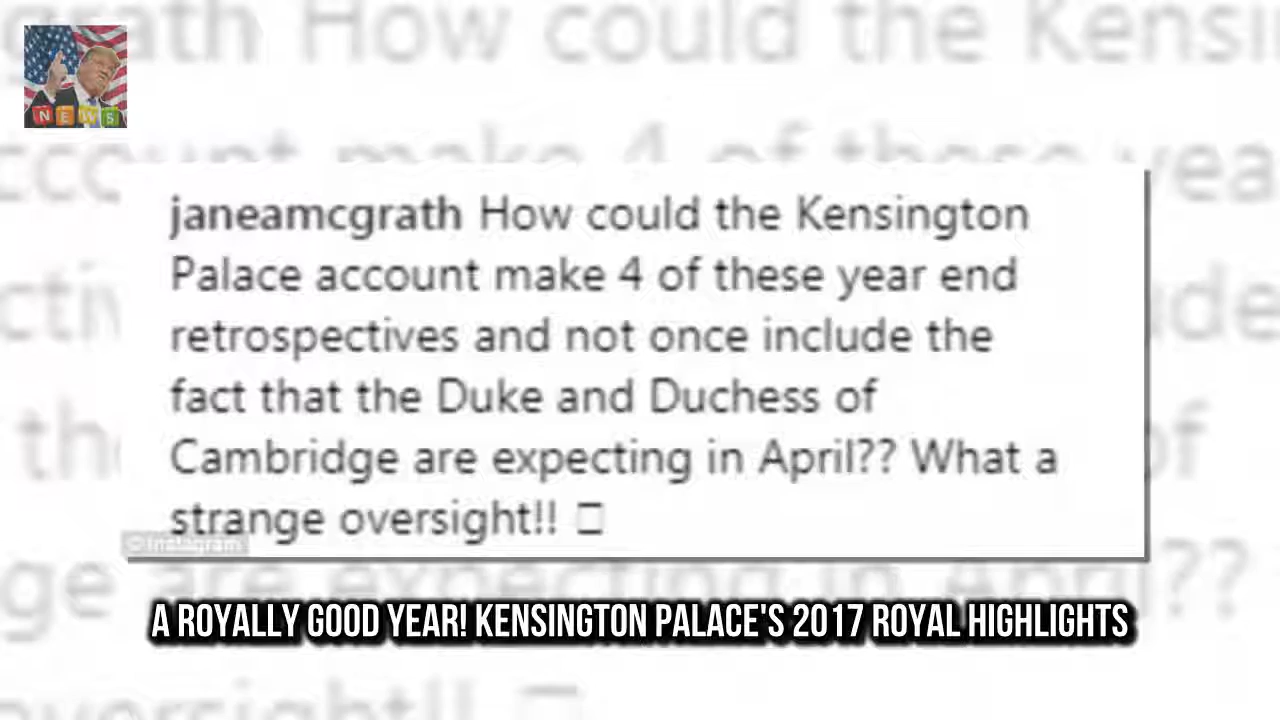 NEWS
janeamcgrath How could the Kensington
Palace account make 4 of these year end
retrospectives and not once include the
fact that the Duke and Duchess of
Cambridge are expecting in April?? What a
strange oversight!! □
© Instagram
A ROYALLY GOOD YEAR! KENSINGTON PALACE'S 2017 ROYAL HIGHLIGHTS